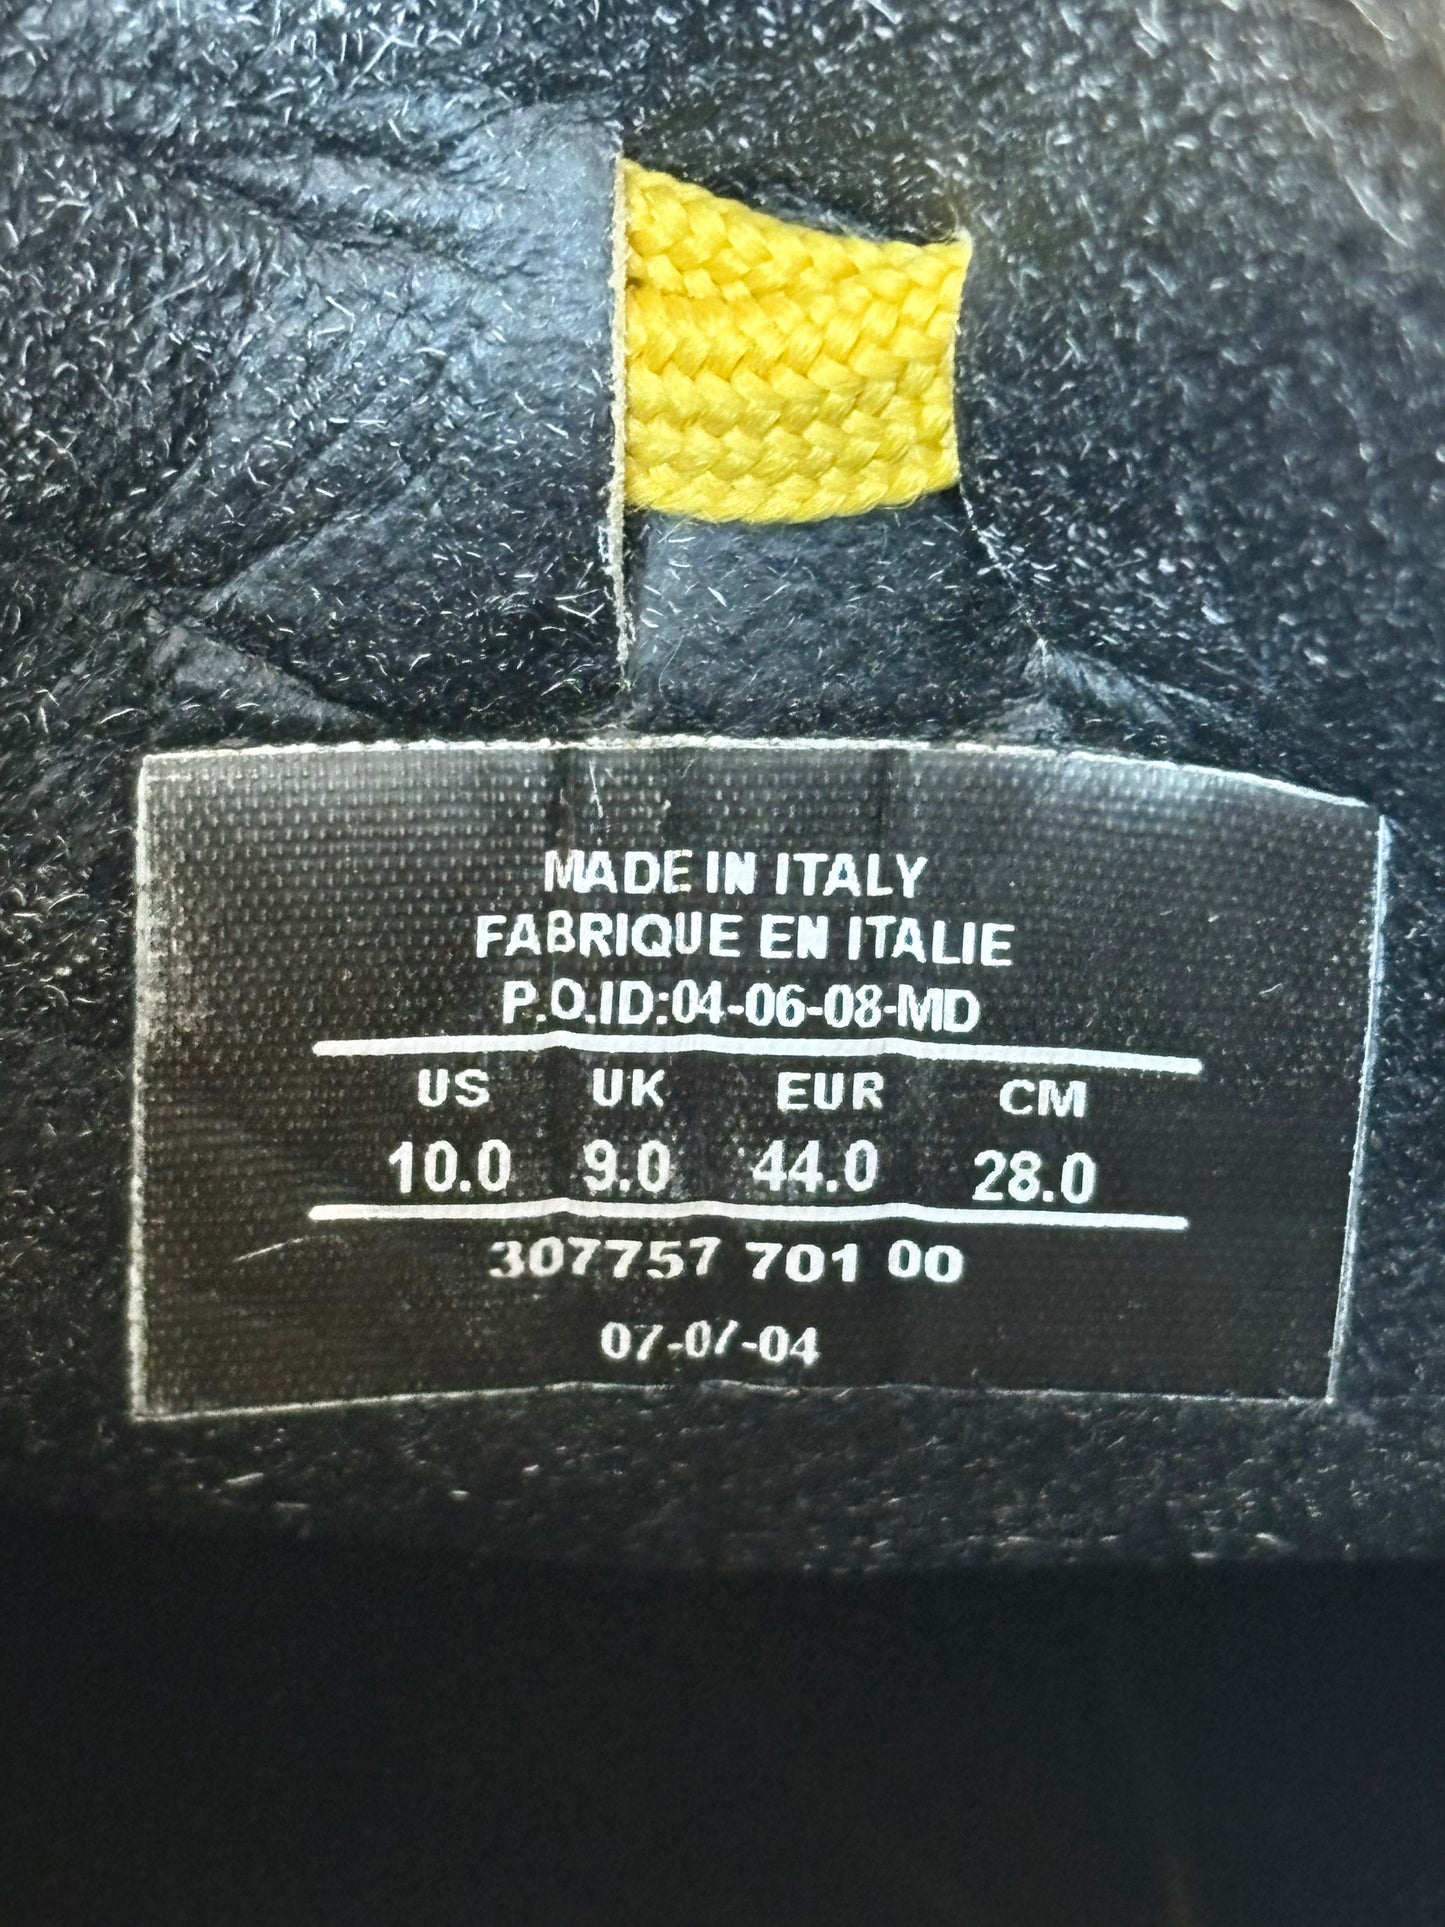 MADE IN ITALY
FABRIQUE EN ITALIE
P.O.ID:04-06-08-MD
US UK EUR CM
10.0 9.0 44.0 28.0
307757 701 00
07-07-04